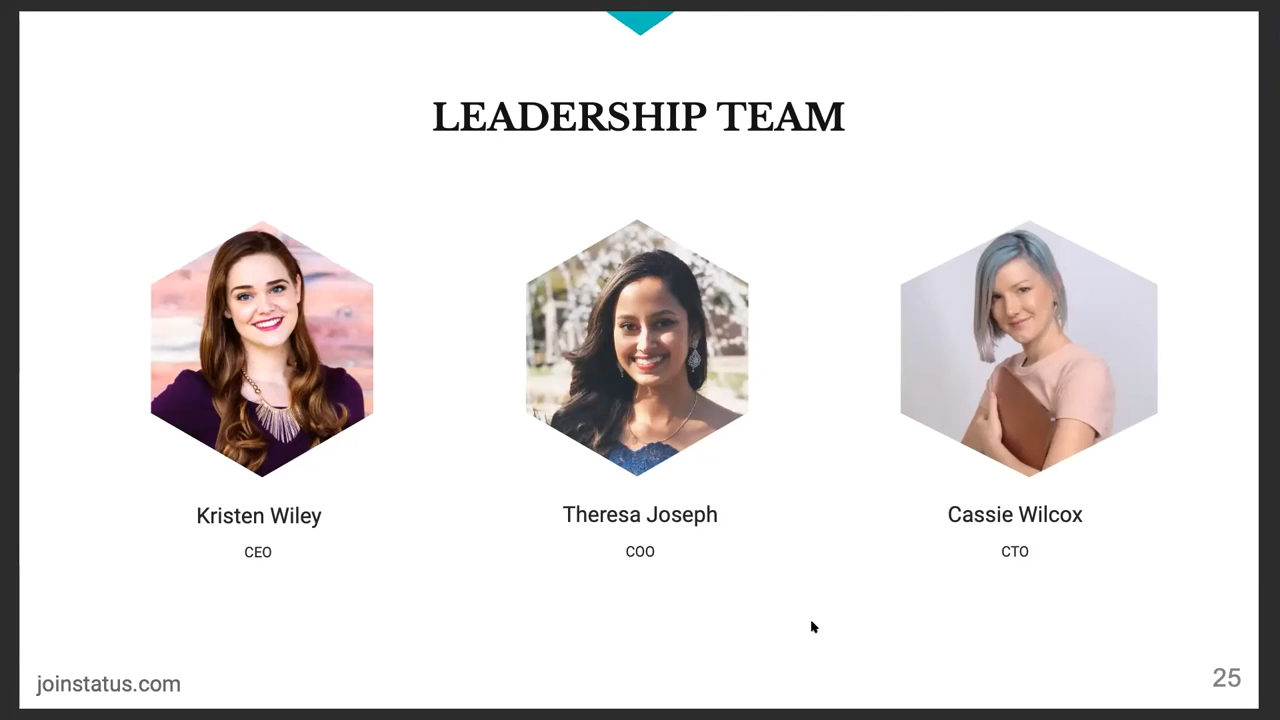 LEADERSHIP TEAM
Kristen Wiley
CEO
Theresa Joseph
COO
Cassie Wilcox
CTO
joinstatus.com
25